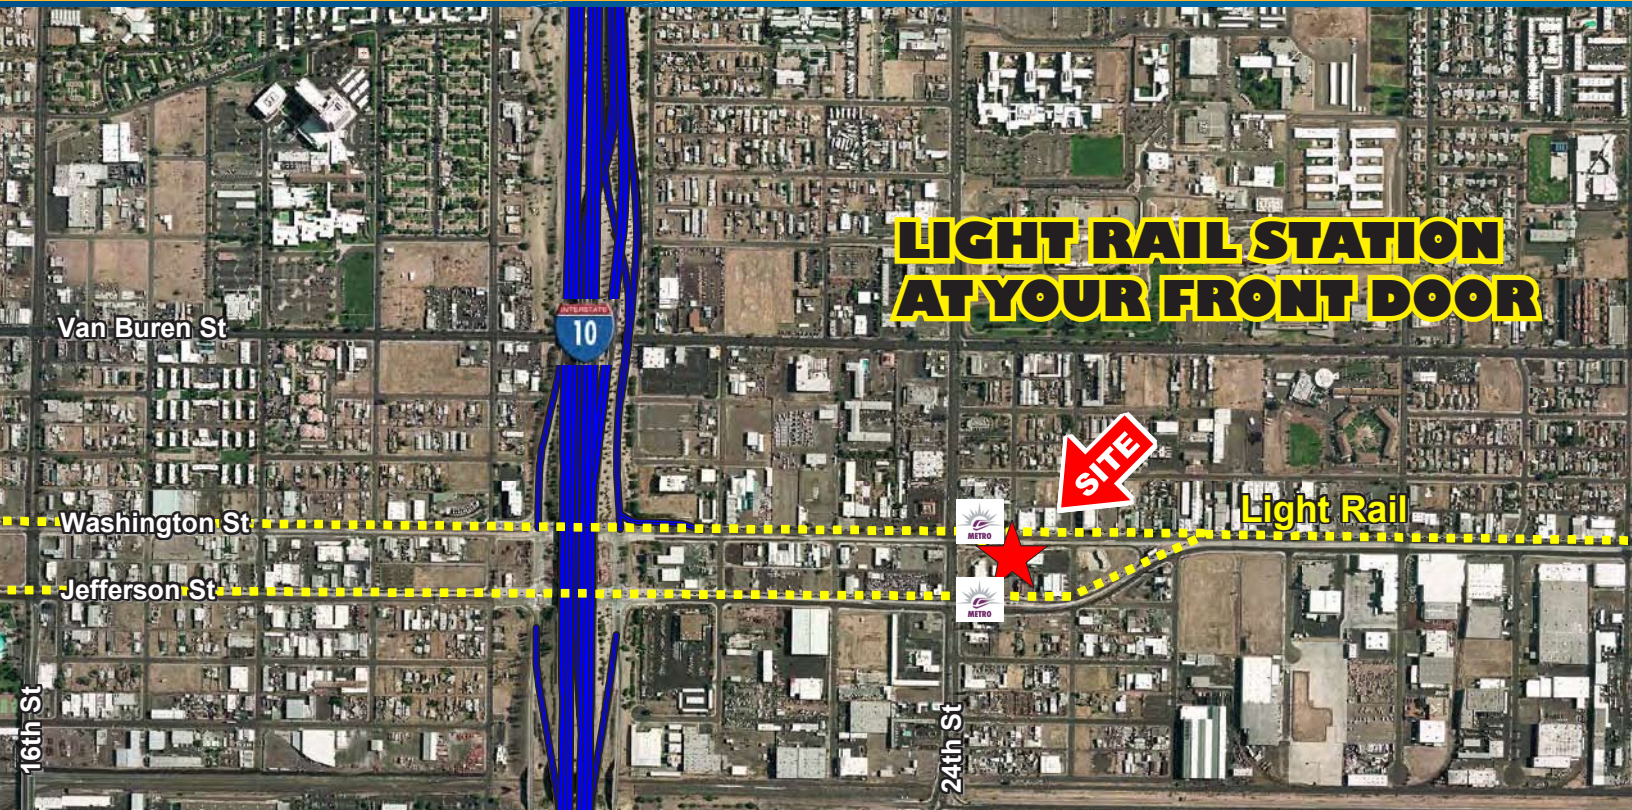 LIGHT RAIL STATION
AT YOUR FRONT DOOR
Van Buren St
INTERSTATE
10
SITE
Light Rail
Washington St
METRO
Jefferson St
METRO
16th St
24th St